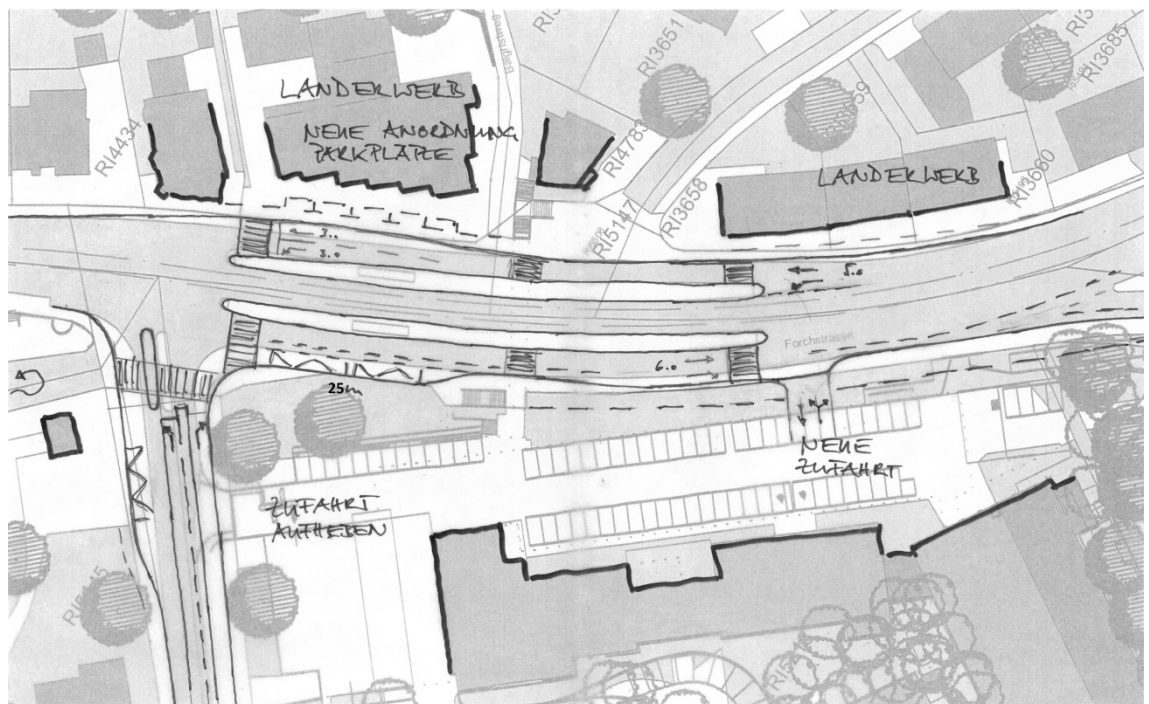 RI3651
RI3685
LANDERWERB
NEUE ANORDNUNG
PARKPLÄTZE
RI4434
RI4783
LANDERWERB
RI3660
RI3658
RI5147
3.0
3.0
5.0
Forchstrasse
6.0
25m
NEUE
ZUFAHRT
ZUFAHRT
AUFHEBEN